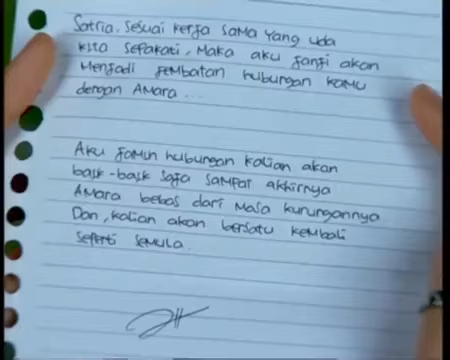 Satria, sesuai kerja sama yang uda
kita sepakati, maka aku janji akan
menjadi jembatan hubungan kamu
dengan Amara...
Aku jamin hubungan kalian akan
baik-baik saja sampai akhirnya
Amara bebas dari masa kurungannya
Dan, kalian akan bersatu kembali
seperti semula.